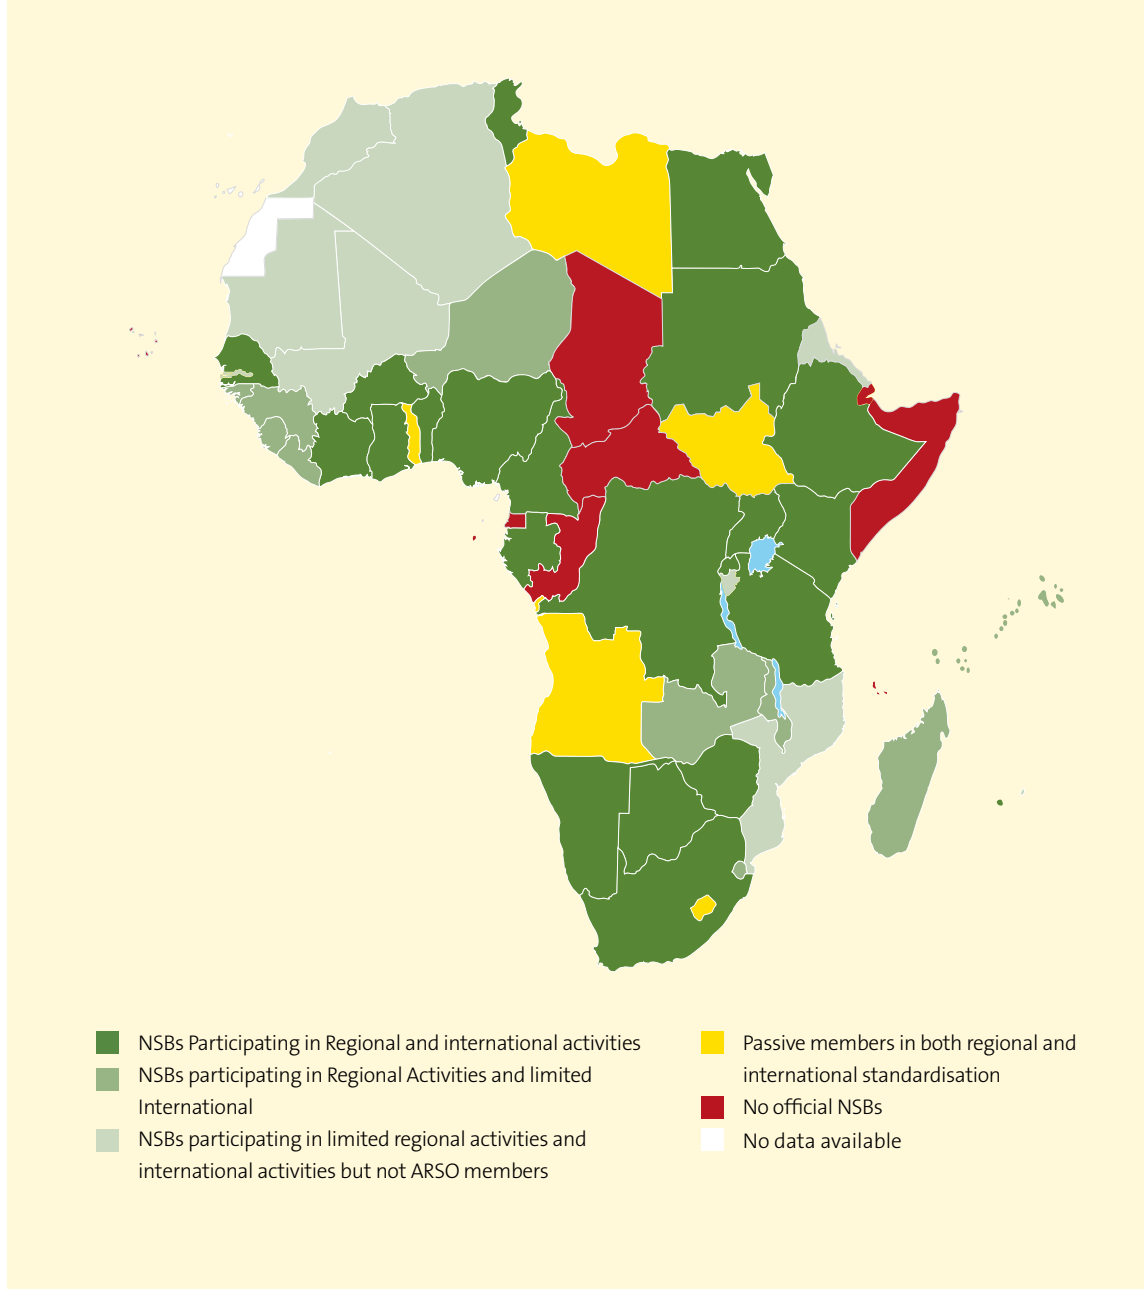 NSBs Participating in Regional and international activities
NSBs participating in Regional Activities and limited
International
NSBs participating in limited regional activities and
international activities but not ARSO members
Passive members in both regional and
international standardisation
No official NSBs
No data available